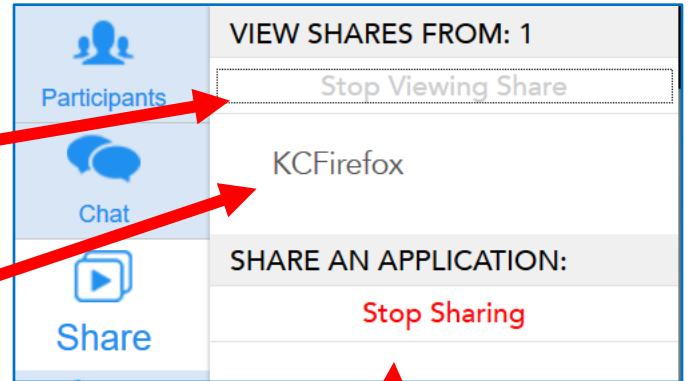 Participants
Chat
Share
VIEW SHARES FROM: 1
Stop Viewing Share
KCFirefox
SHARE AN APPLICATION:
Stop Sharing